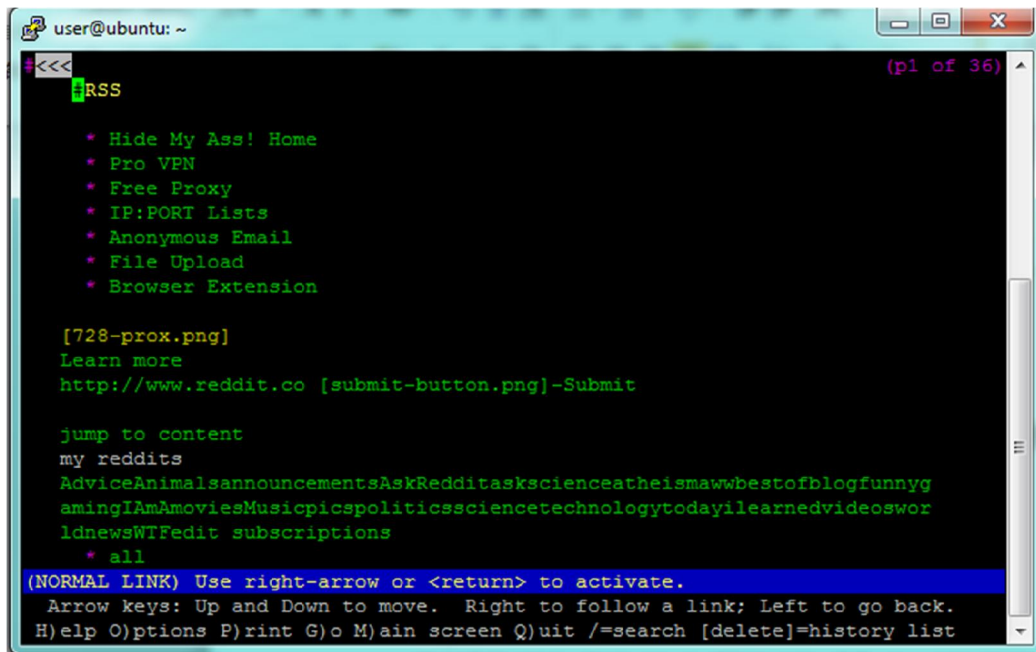 user@ubuntu: ~
#<<< (p1 of 36)
#RSS
* Hide My Ass! Home
* Pro VPN
* Free Proxy
* IP:PORT Lists
* Anonymous Email
* File Upload
* Browser Extension
[728-prox.png]
Learn more
http://www.reddit.co [submit-button.png]-Submit
jump to content
my reddits
AdviceAnimalsannouncementsAskRedditaskscienceatheismawwbestofblogfunnyg
amingIAmAmoviesMusicpicspoliticssciencetechnologytodayilearnedvideoswor
ldnewsWTFedit subscriptions
* all
(NORMAL LINK) Use right-arrow or <return> to activate.
Arrow keys: Up and Down to move. Right to follow a link; Left to go back.
H)elp O)ptions P)rint G)o M)ain screen Q)uit /=search [delete]=history list